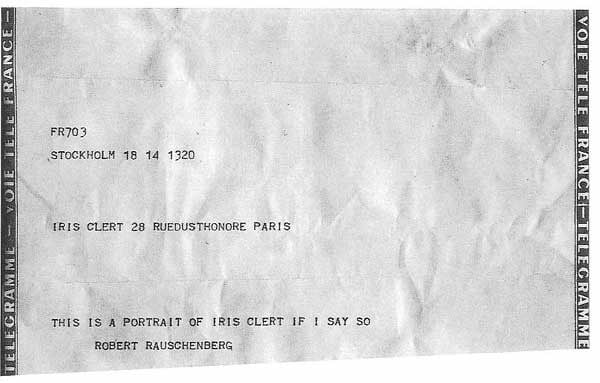 TELEGRAMME — VOIE TELE FRANCE —
FR703
STOCKHOLM 18 14 1320
IRIS CLERT 28 RUEDUSTHONORE PARIS
THIS IS A PORTRAIT OF IRIS CLERT IF I SAY SO
ROBERT RAUSCHENBERG
VOIE TELE FRANCE — TELEGRAMME